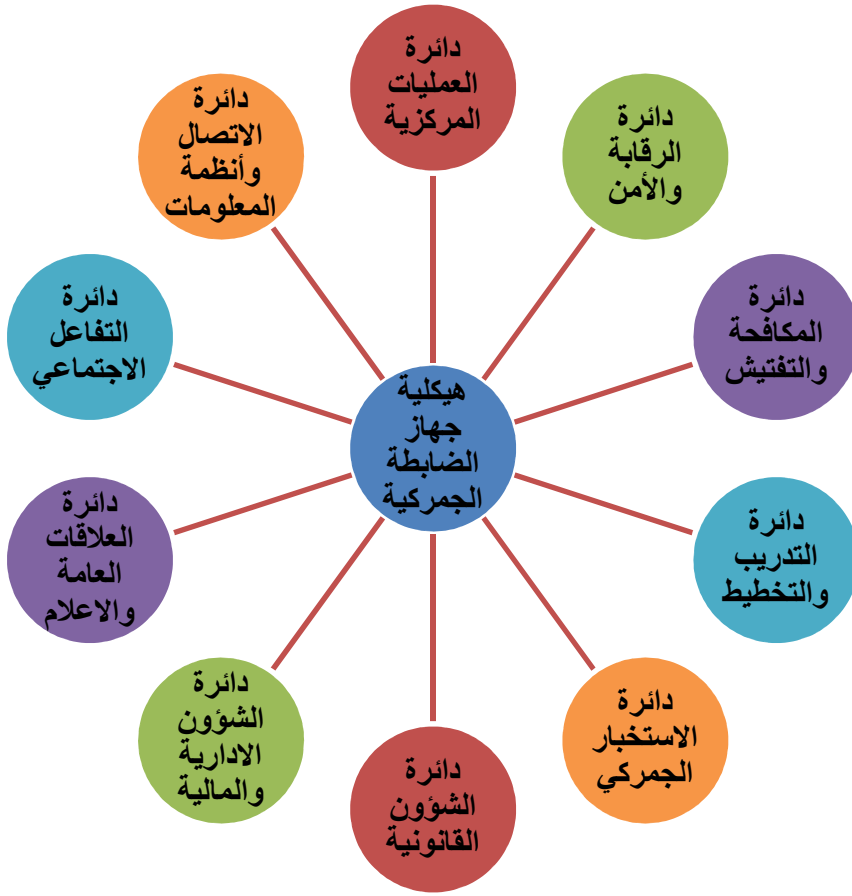 دائرة
العمليات
المركزية
دائرة
الرقابة
والأمن
دائرة
المكافحة
والتفتيش
دائرة
التدريب
والتخطيط
دائرة
الاستخبار
الجمركي
دائرة
الشؤون
القانونية
دائرة
الشؤون
الادارية
والمالية
دائرة
العلاقات
العامة
والاعلام
دائرة
التفاعل
الاجتماعي
دائرة
الاتصال
وأنظمة
المعلومات
هيكلية
جهاز
الضابطة
الجمركية